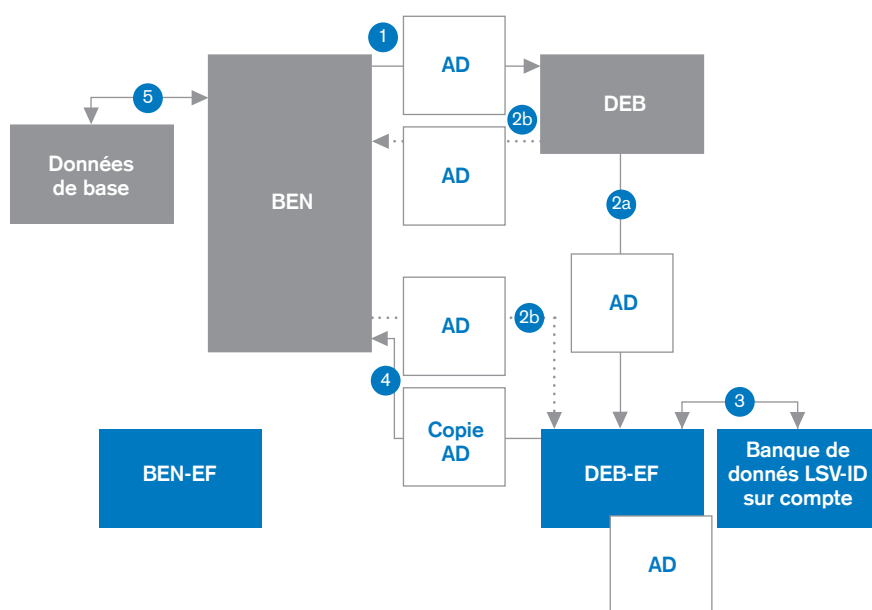 1
AD
DEB
5
2b
Données
de base
AD
BEN
2a
AD
AD
2b
4
3
Copie
AD
BEN-EF
DEB-EF
Banque de
donnés LSV-ID
sur compte
AD